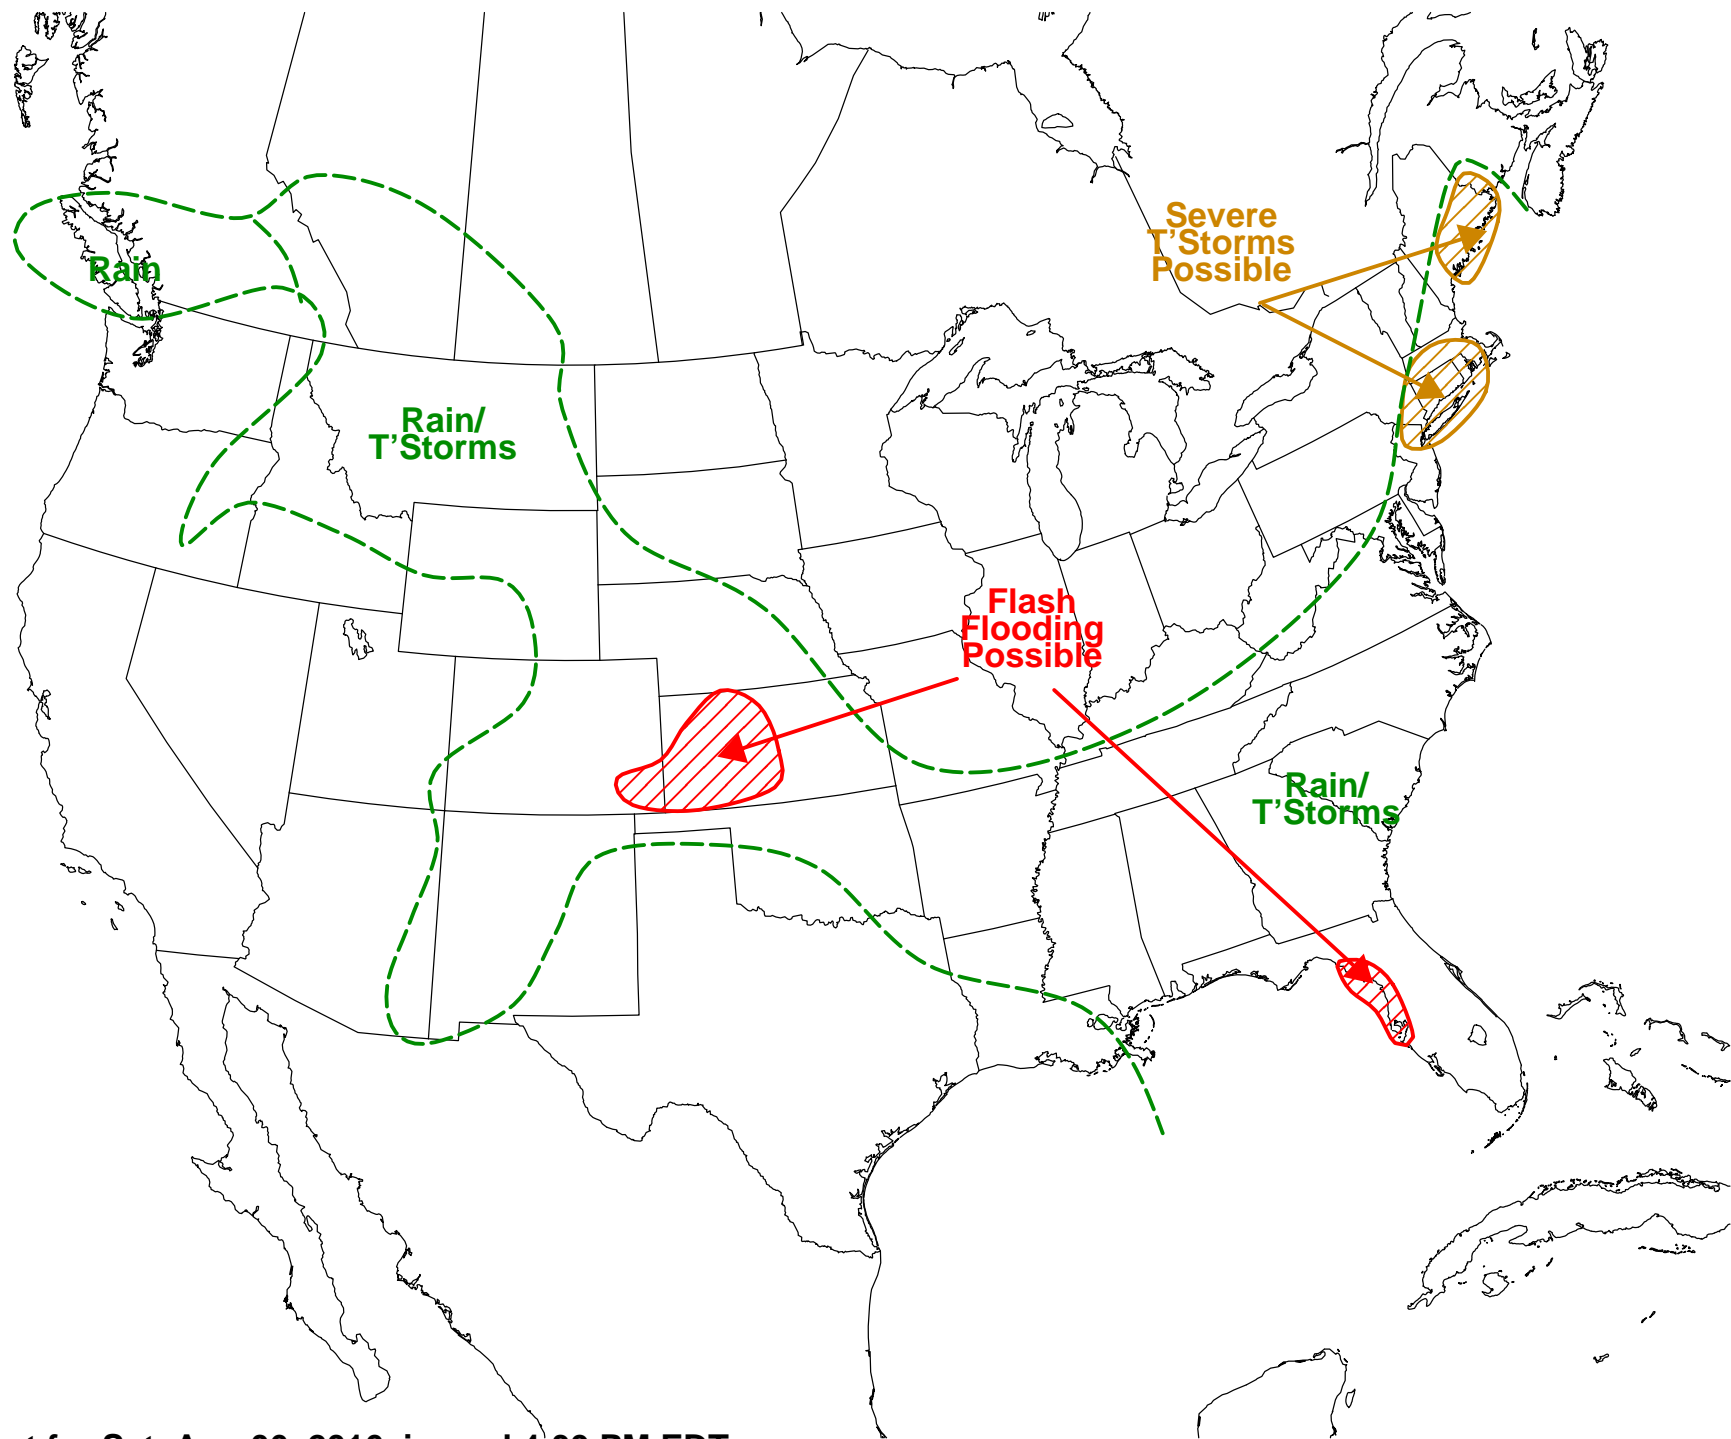 Severe
T'Storms
Possible
Rain
Rain/
T'Storms
Flash
Flooding
Possible
Rain/
T'Storms